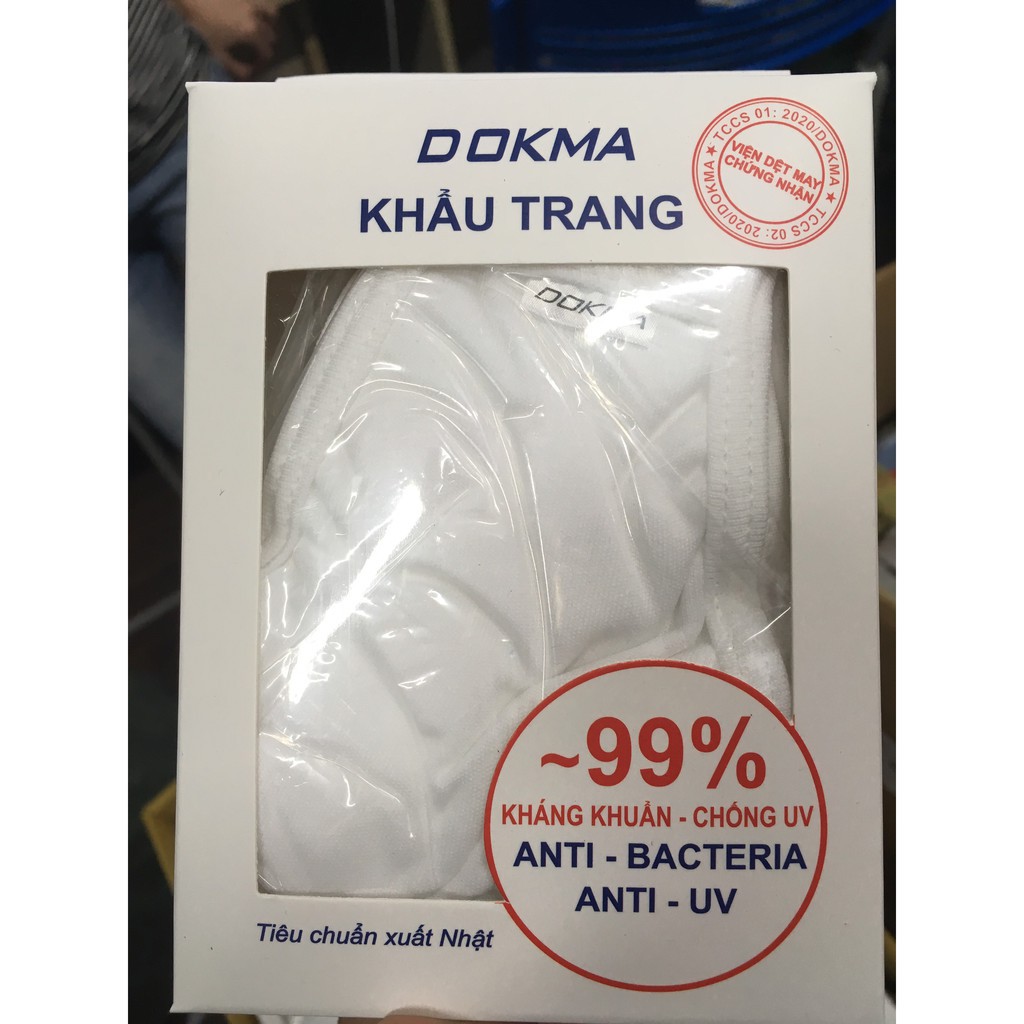 DOKMA
KHẨU TRANG
★ TCCS 01: 2020/DOKMA ★
VIỆN DỆT MAY
CHỨNG NHẬN
TCCS 02: 2020/DOKMA
DOKMA
~99%
KHÁNG KHUẨN - CHỐNG UV
ANTI - BACTERIA
ANTI - UV
Tiêu chuẩn xuất Nhật